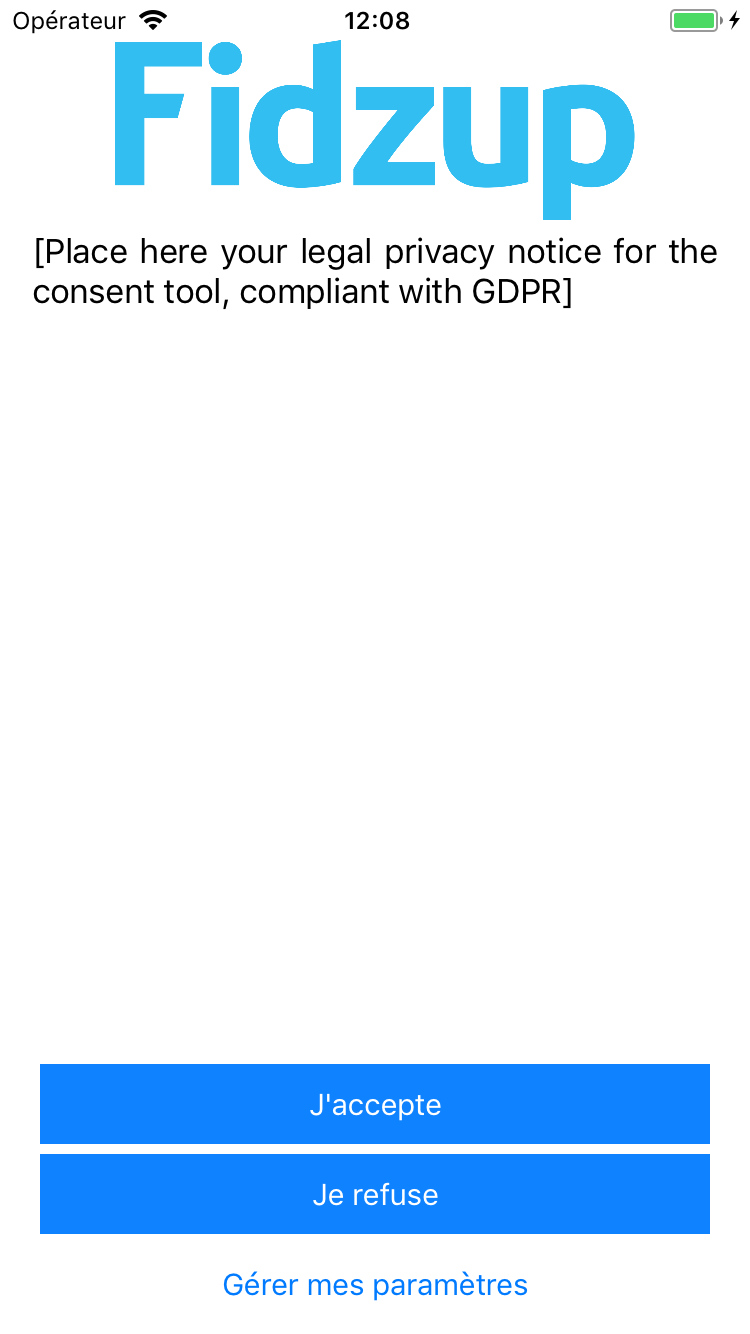 Opérateur 12:08
Fidzup
[Place here your legal privacy notice for the
consent tool, compliant with GDPR]
J'accepte
Je refuse
Gérer mes paramètres